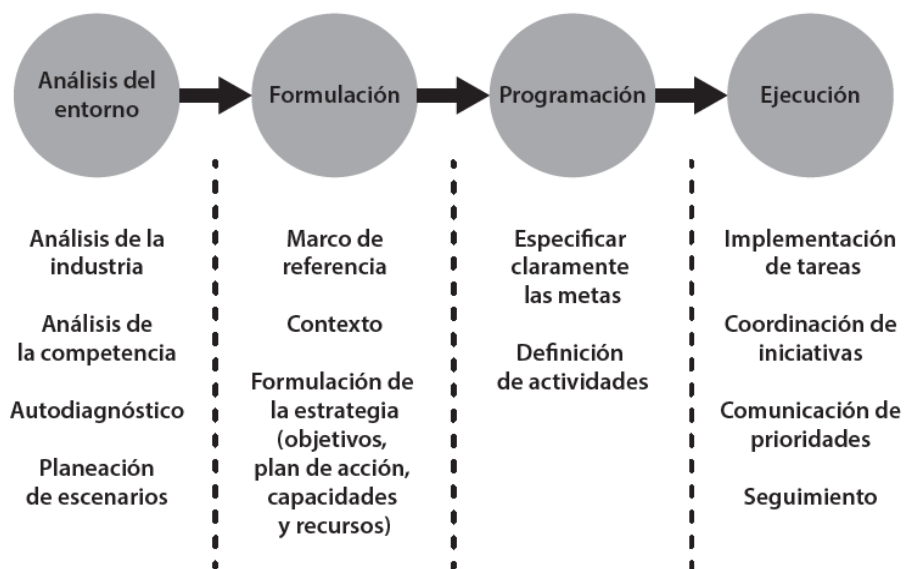 Análisis del
entorno
Formulación
Programación
Ejecución
Análisis de la
industria
Análisis de
la competencia
Autodiagnóstico
Planeación
de escenarios
Marco de
referencia
Contexto
Formulación de
la estrategia
(objetivos,
plan de acción,
capacidades
y recursos)
Especificar
claramente
las metas
Definición
de actividades
Implementación
de tareas
Coordinación de
iniciativas
Comunicación de
prioridades
Seguimiento